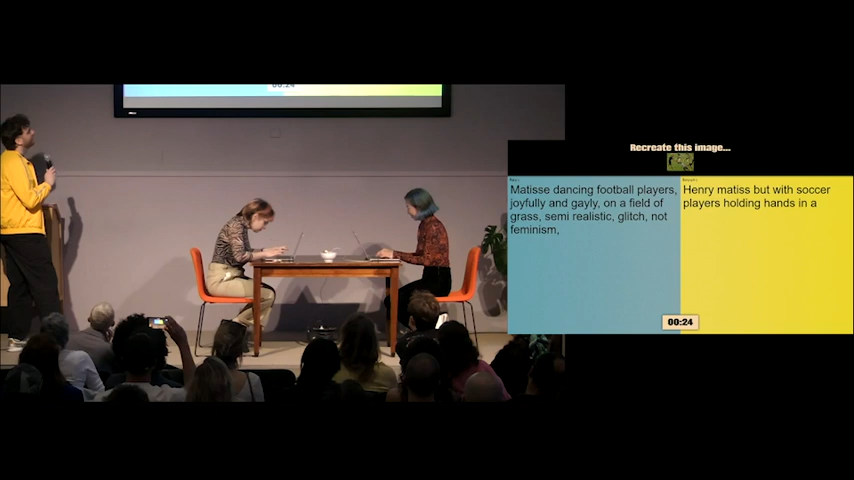 00:24
Recreate this image...
Matisse dancing football players,
joyfully and gayly, on a field of
grass, semi realistic, glitch, not
feminism,
Henry matiss but with soccer
players holding hands in a
00:24